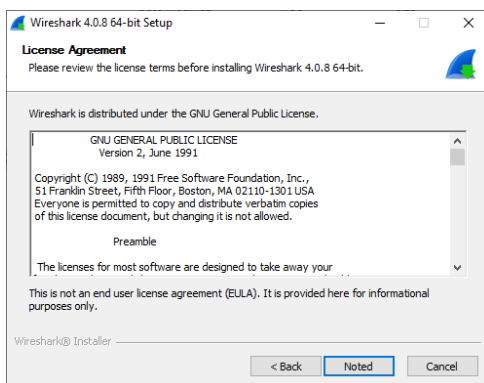 Wireshark 4.0.8 64-bit Setup
License Agreement
Please review the license terms before installing Wireshark 4.0.8 64-bit.
Wireshark is distributed under the GNU General Public License.
GNU GENERAL PUBLIC LICENSE
Version 2, June 1991
Copyright (C) 1989, 1991 Free Software Foundation, Inc.,
51 Franklin Street, Fifth Floor, Boston, MA 02110-1301 USA
Everyone is permitted to copy and distribute verbatim copies
of this license document, but changing it is not allowed.
Preamble
The licenses for most software are designed to take away your
This is not an end user license agreement (EULA). It is provided here for informational
purposes only.
Wireshark® Installer
< Back
Noted
Cancel